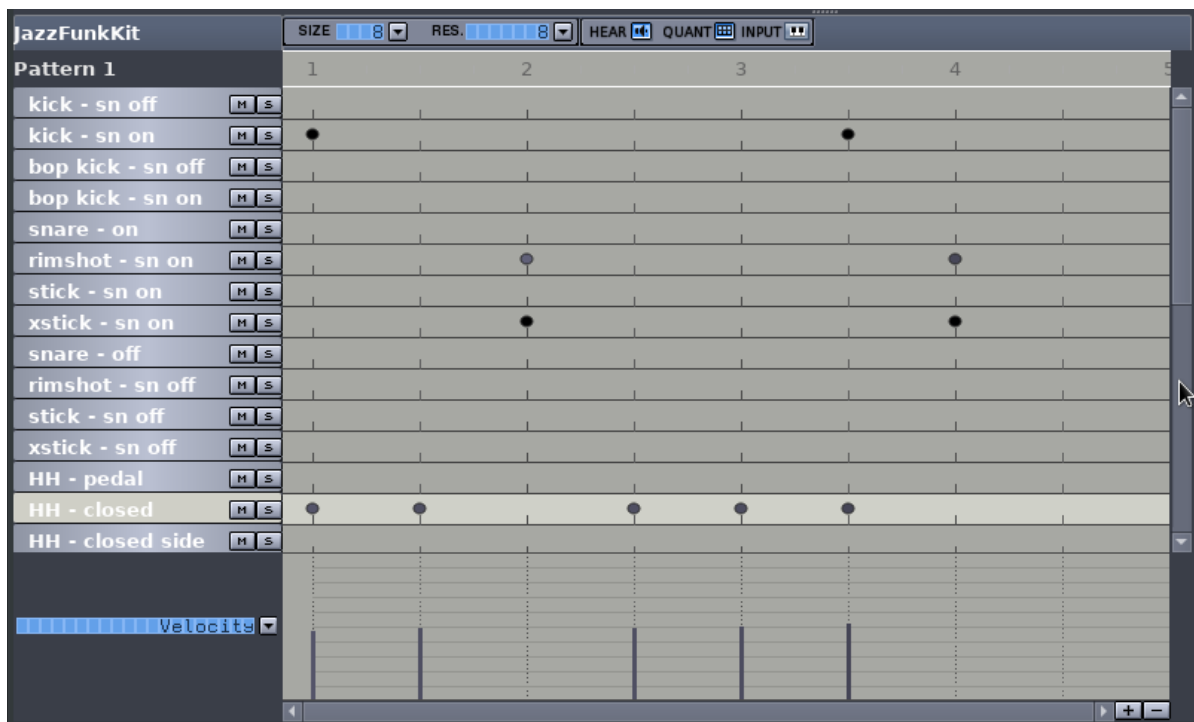 JazzFunkKit SIZE 8 RES. 8 HEAR QUANT INPUT
Pattern 1 1 2 3 4 5
kick - sn off M S
kick - sn on M S
bop kick - sn off M S
bop kick - sn on M S
snare - on M S
rimshot - sn on M S
stick - sn on M S
xstick - sn on M S
snare - off M S
rimshot - sn off M S
stick - sn off M S
xstick - sn off M S
HH - pedal M S
HH - closed M S
HH - closed side M S
Velocity
+ −